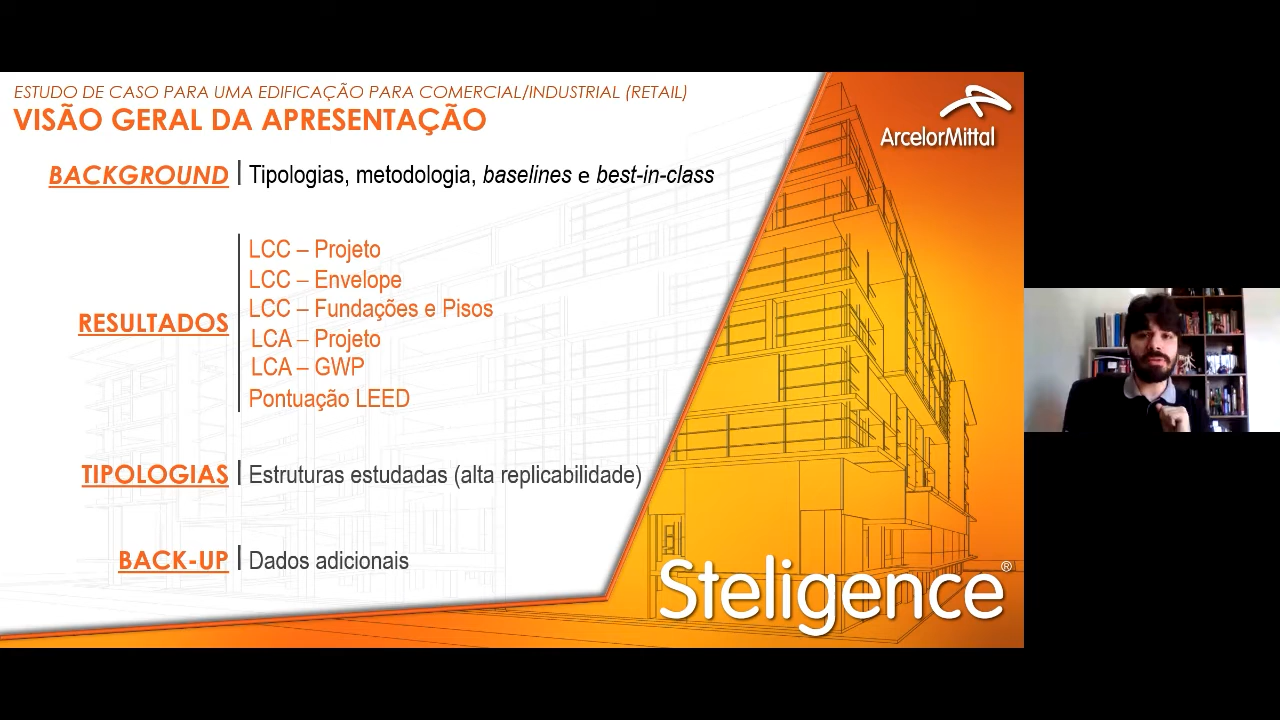 ESTUDO DE CASO PARA UMA EDIFICAÇÃO PARA COMERCIAL/INDUSTRIAL (RETAIL)
VISÃO GERAL DA APRESENTAÇÃO
ArcelorMittal
BACKGROUND | Tipologias, metodologia, baselines e best-in-class
RESULTADOS
LCC – Projeto
LCC – Envelope
LCC – Fundações e Pisos
LCA – Projeto
LCA – GWP
Pontuação LEED
TIPOLOGIAS | Estruturas estudadas (alta replicabilidade)
BACK-UP | Dados adicionais
Steligence®